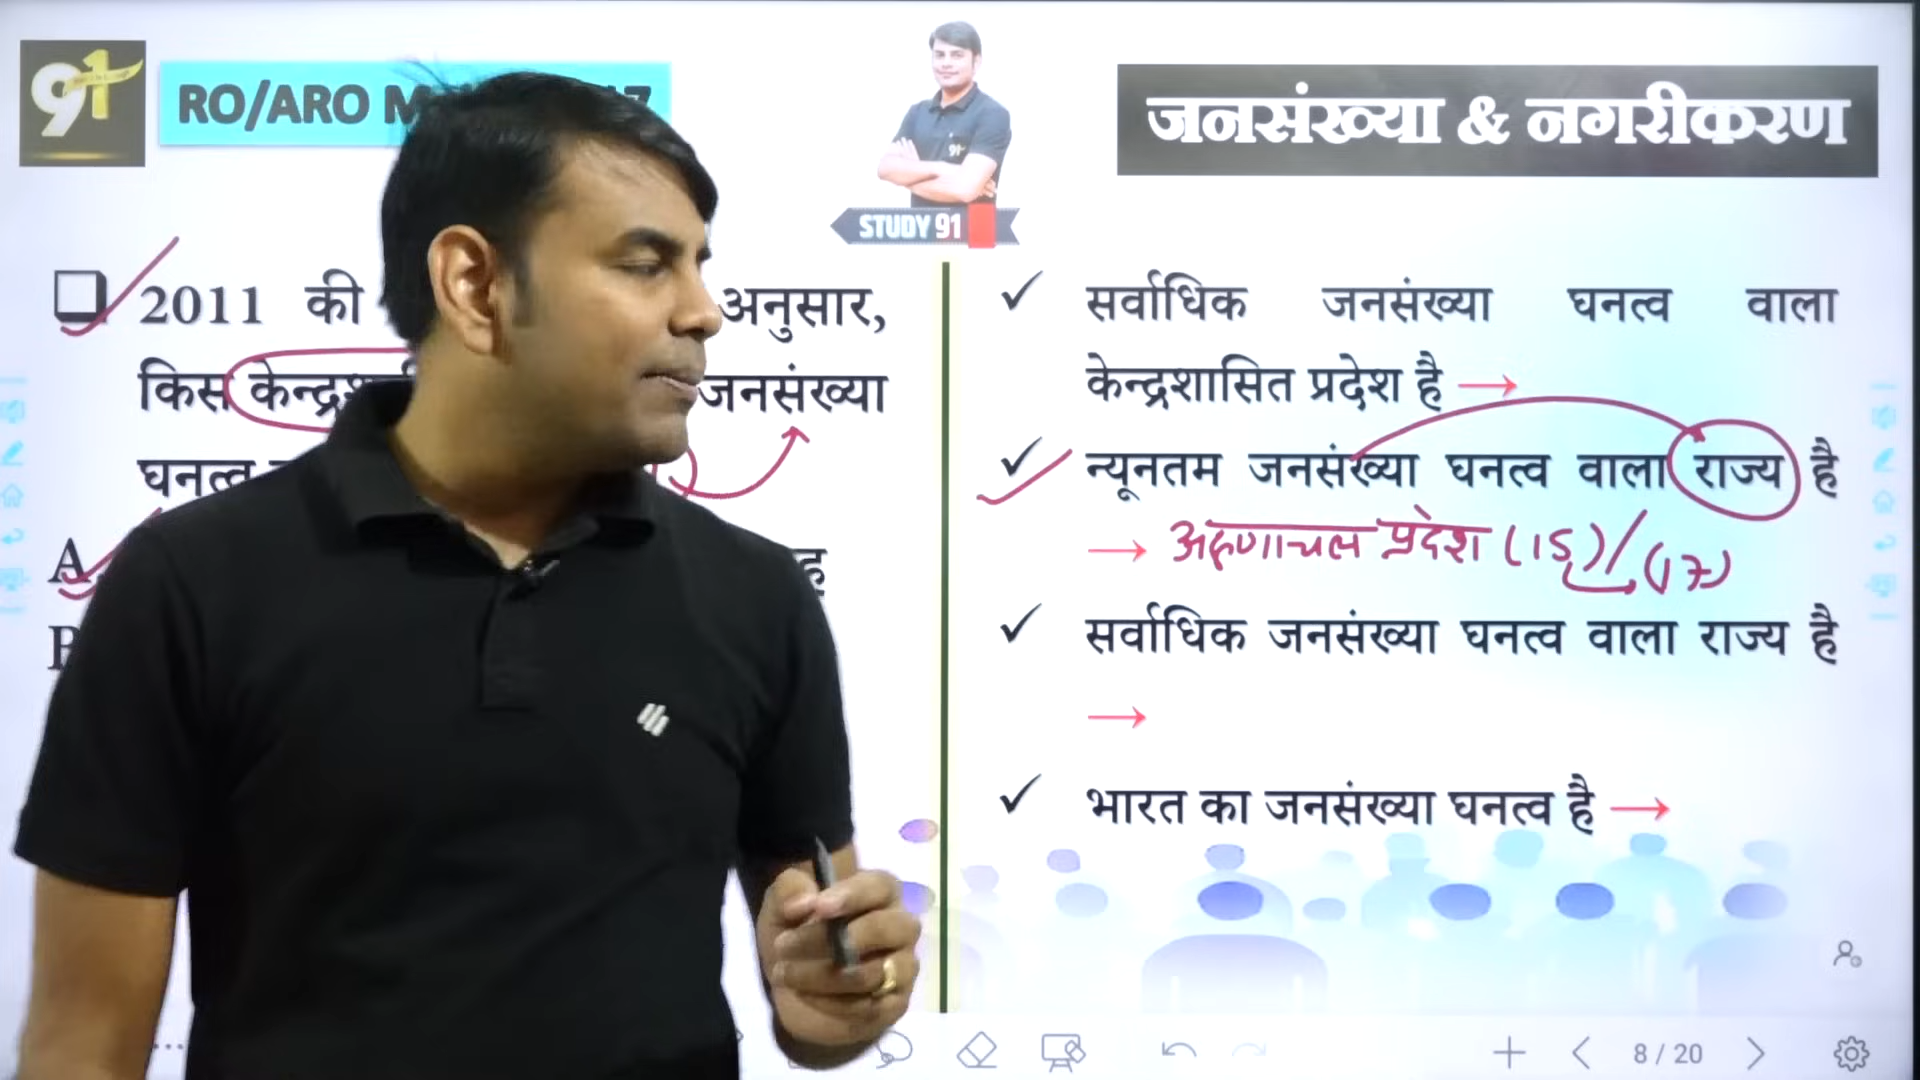 91
RO/ARO
जनसंख्या & नगरीकरण
91
STUDY 91
2011 की अनुसार,
किस जनसंख्या
घनत्व
A.
सर्वाधिक जनसंख्या घनत्व वाला
केन्द्रशासित प्रदेश है →
न्यूनतम जनसंख्या घनत्व वाला राज्य है
→ अरुणाचल प्रदेश (15) / (17)
सर्वाधिक जनसंख्या घनत्व वाला राज्य है
→
भारत का जनसंख्या घनत्व है →
8 / 20